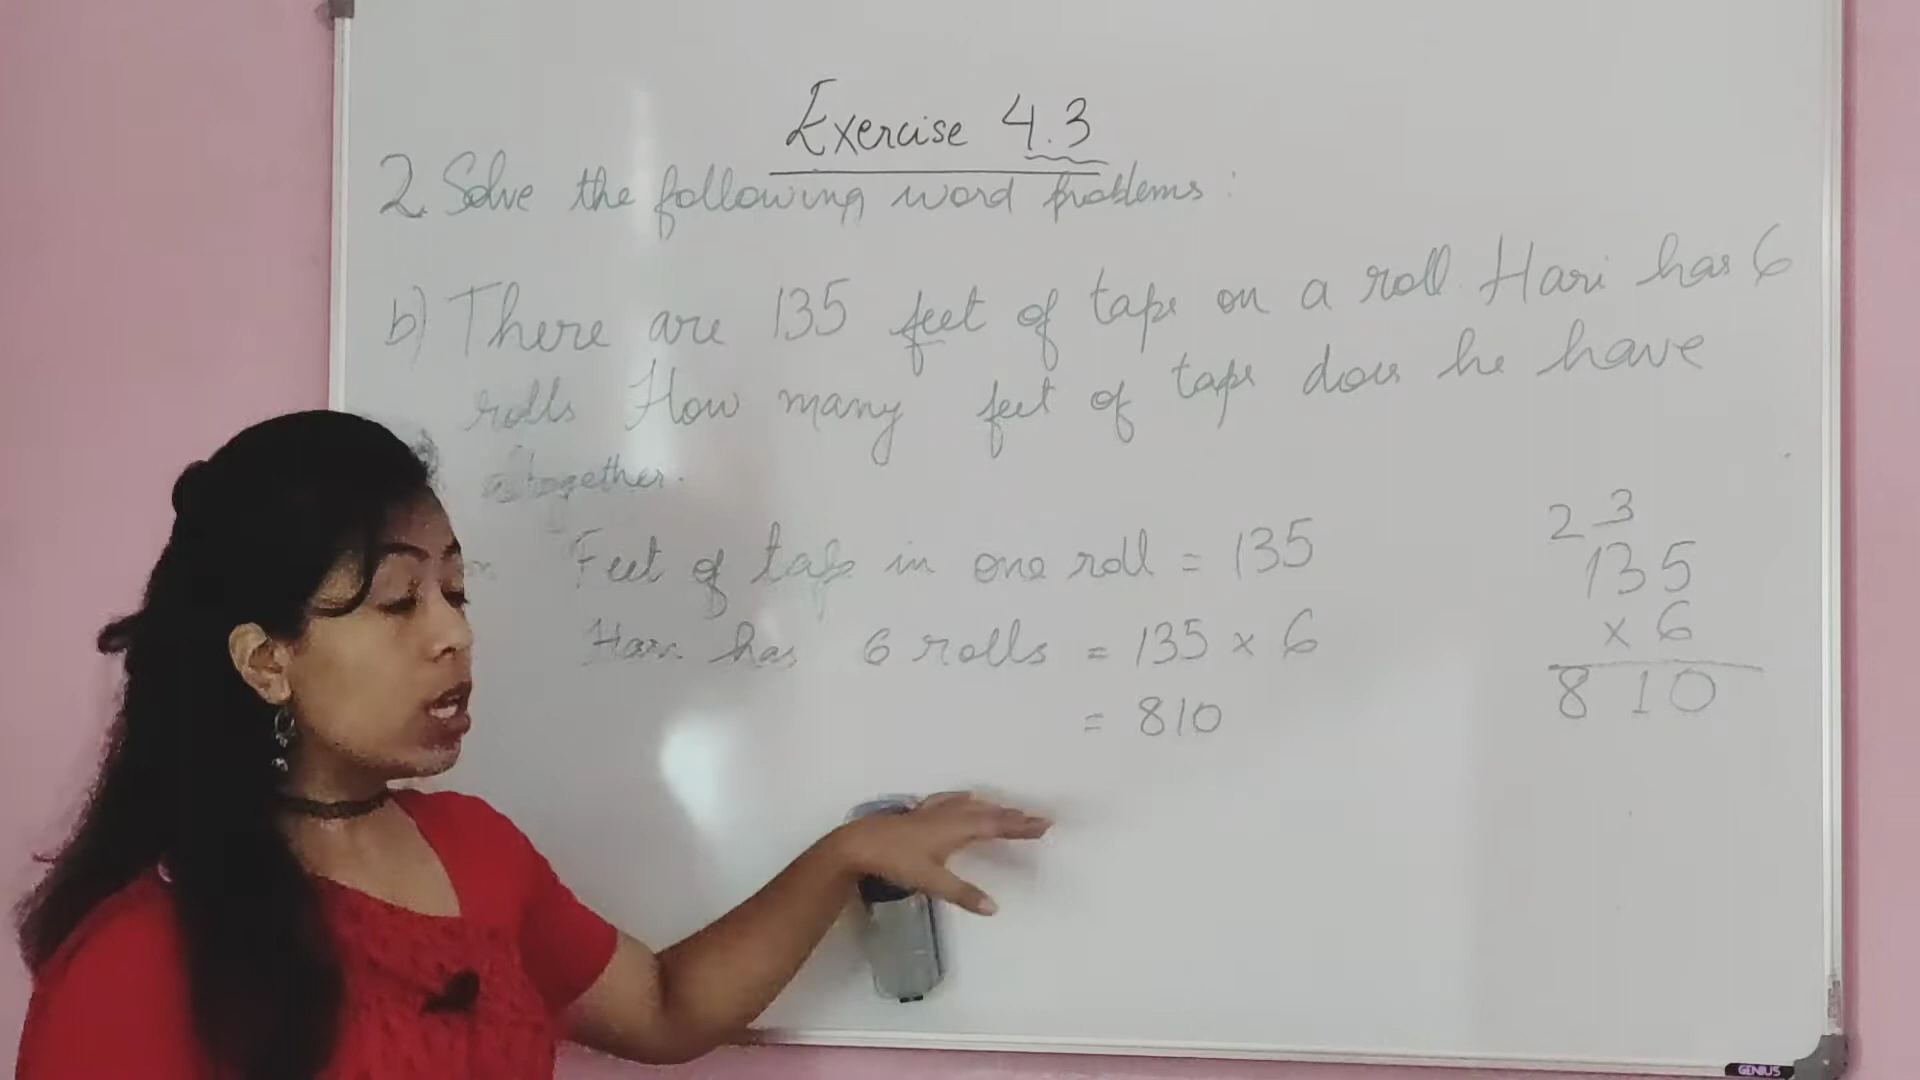 Exercise 4.3
2. Solve the following word problems:
b) There are 135 feet of tape on a roll. Hari has 6
rolls How many feet of tape does he have
altogether.
Feet of tape in one roll = 135
Hari has 6 rolls = 135 × 6
= 810
2 3
135
× 6
810
GENIUS